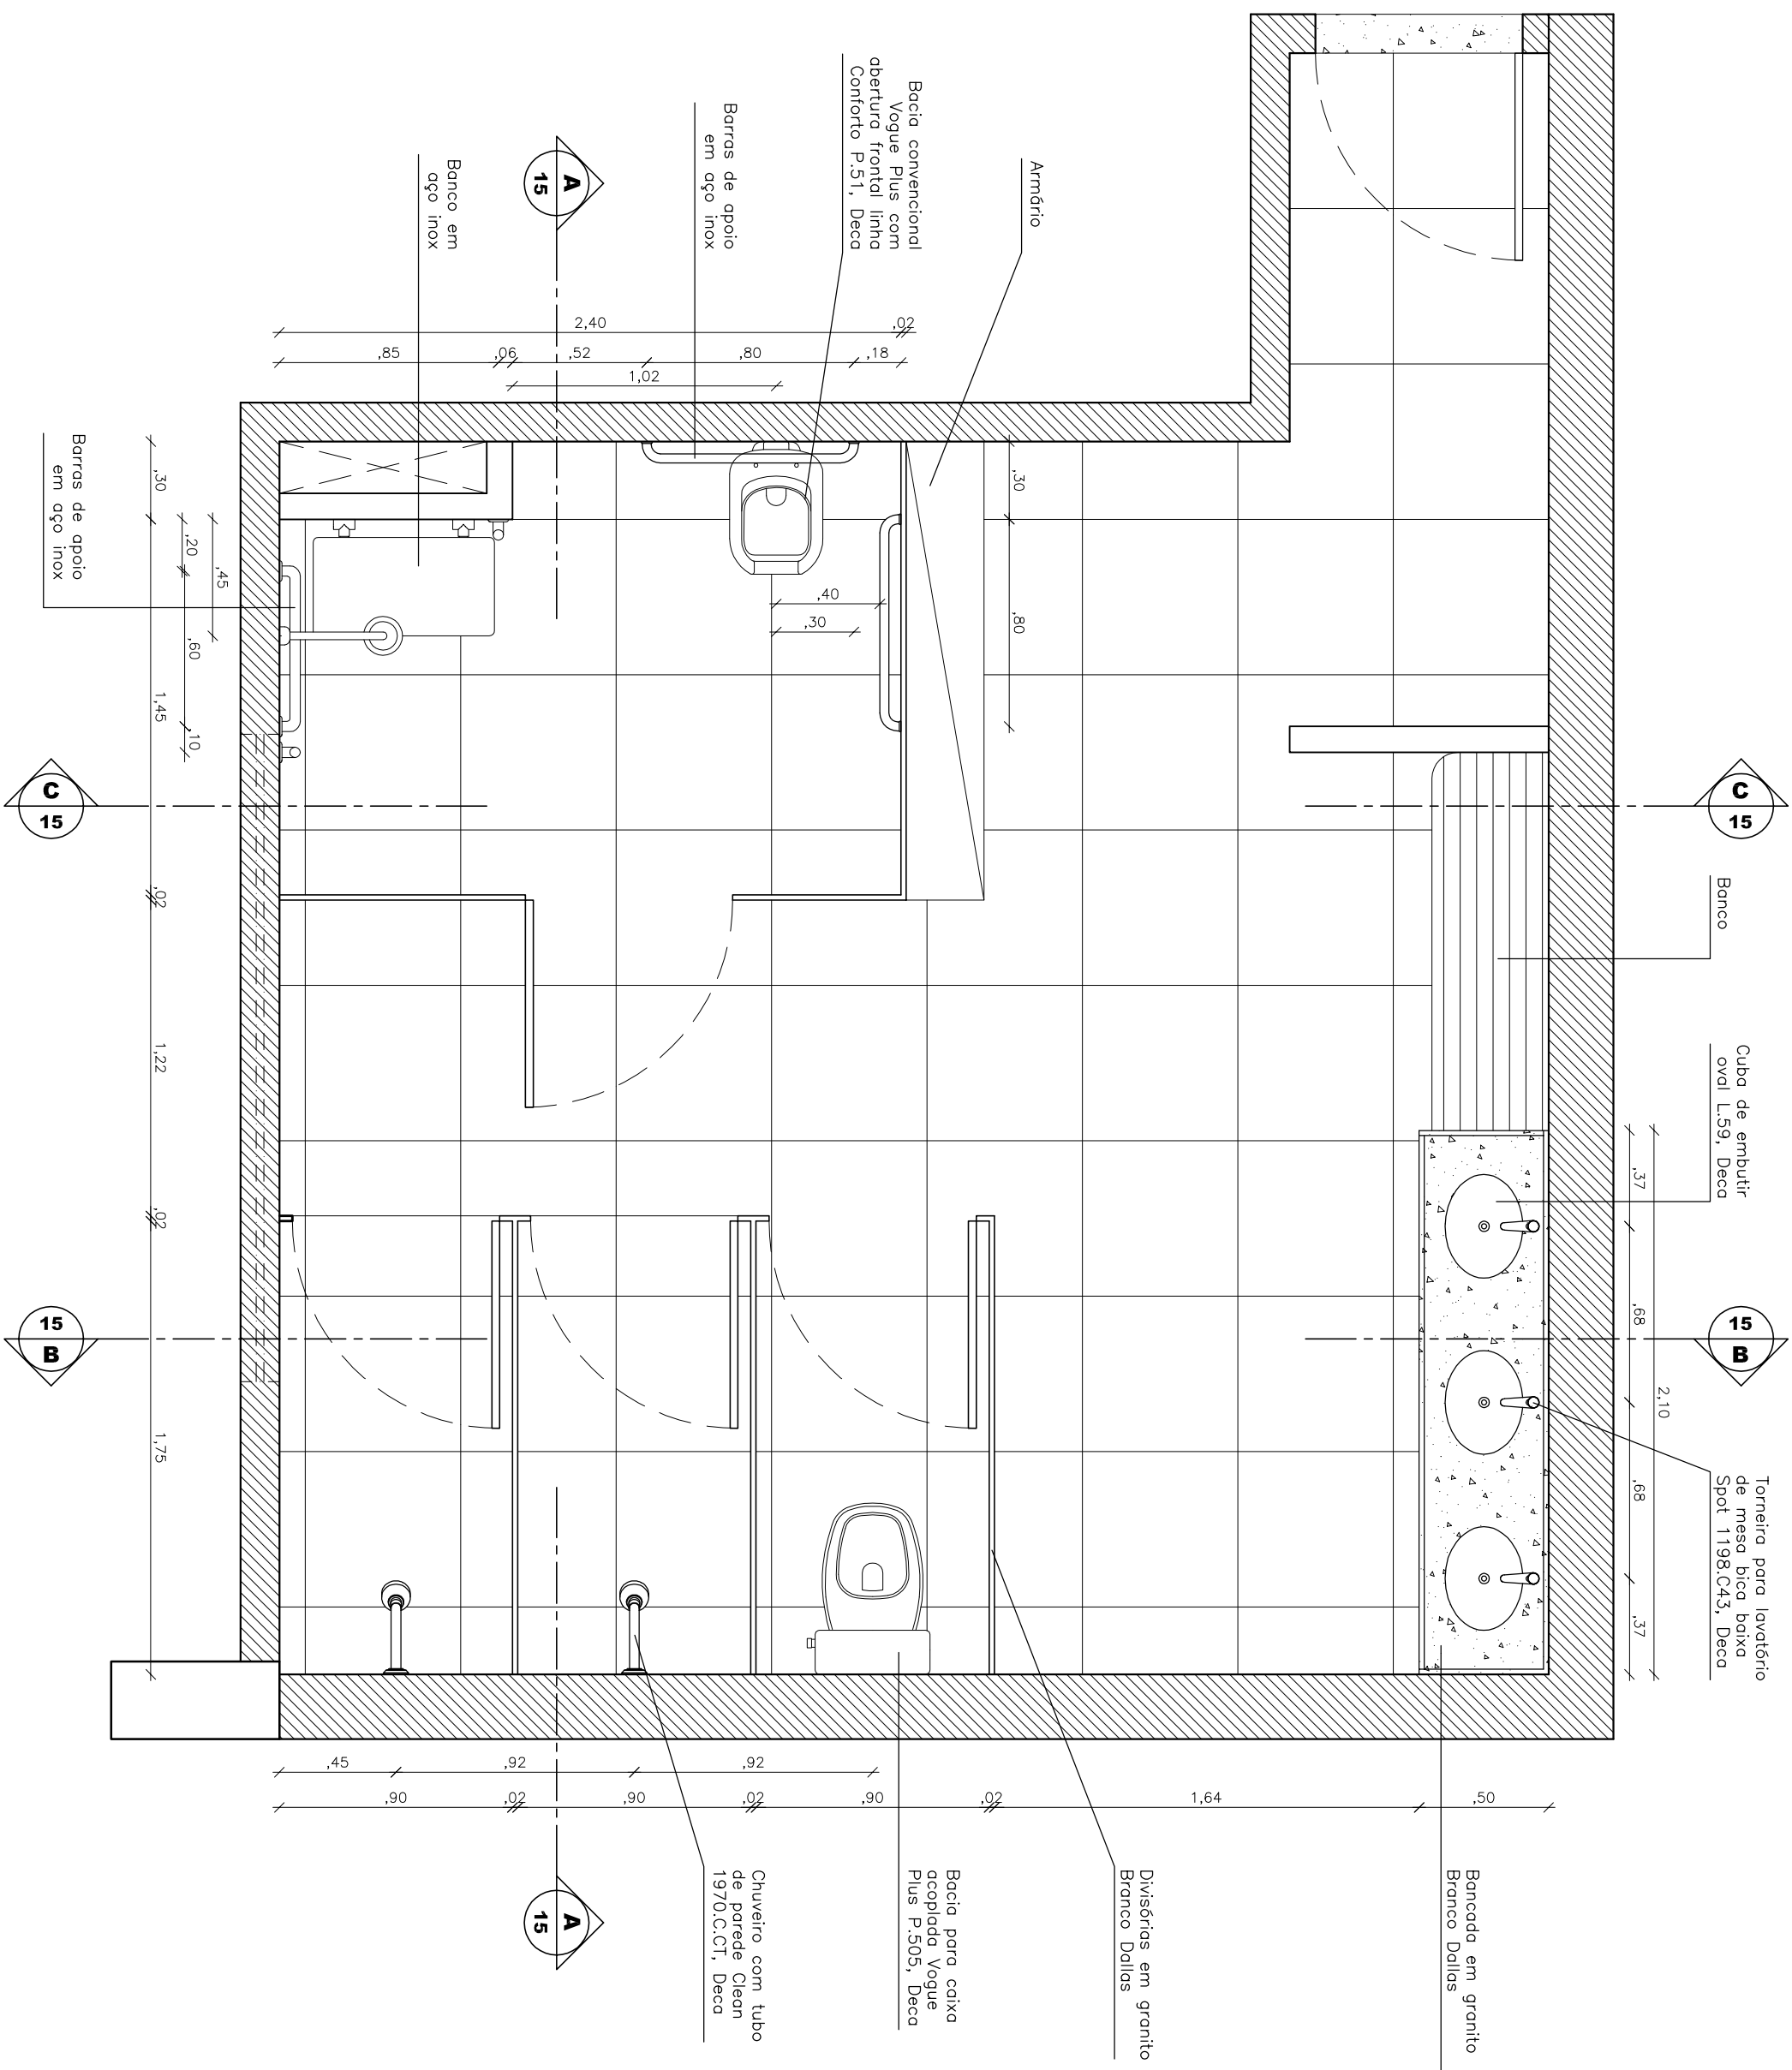 Bacia convencional
Vogue Plus com
abertura frontal linha
Conforto P.51, Deca
Armário
Barras de apoio
em aço inox
Banco em
aço inox
A
15
2,40
,02
,85
,06
,52
,80
,18
1,02
Barras de apoio
em aço inox
,30
1,45
,02
1,22
,02
1,75
,20
,60
,10
,45
,30
,80
,40
,30
C
15
C
15
Banco
Cuba de embutir
oval L.59, Deca
,37
,68
,68
,37
2,10
15
B
15
B
Torneira para lavatório
de mesa bica baixa
Spot 1198.C43, Deca
,45
,92
,92
,90
,02
,90
,02
,90
,02
1,64
,50
Bancada em granito
Branco Dallas
Divisórias em granito
Branco Dallas
Bacia para caixa
acoplada Vogue
Plus P.505, Deca
Chuveiro com tubo
de parede Clean
1970.C.CT, Deca
A
15